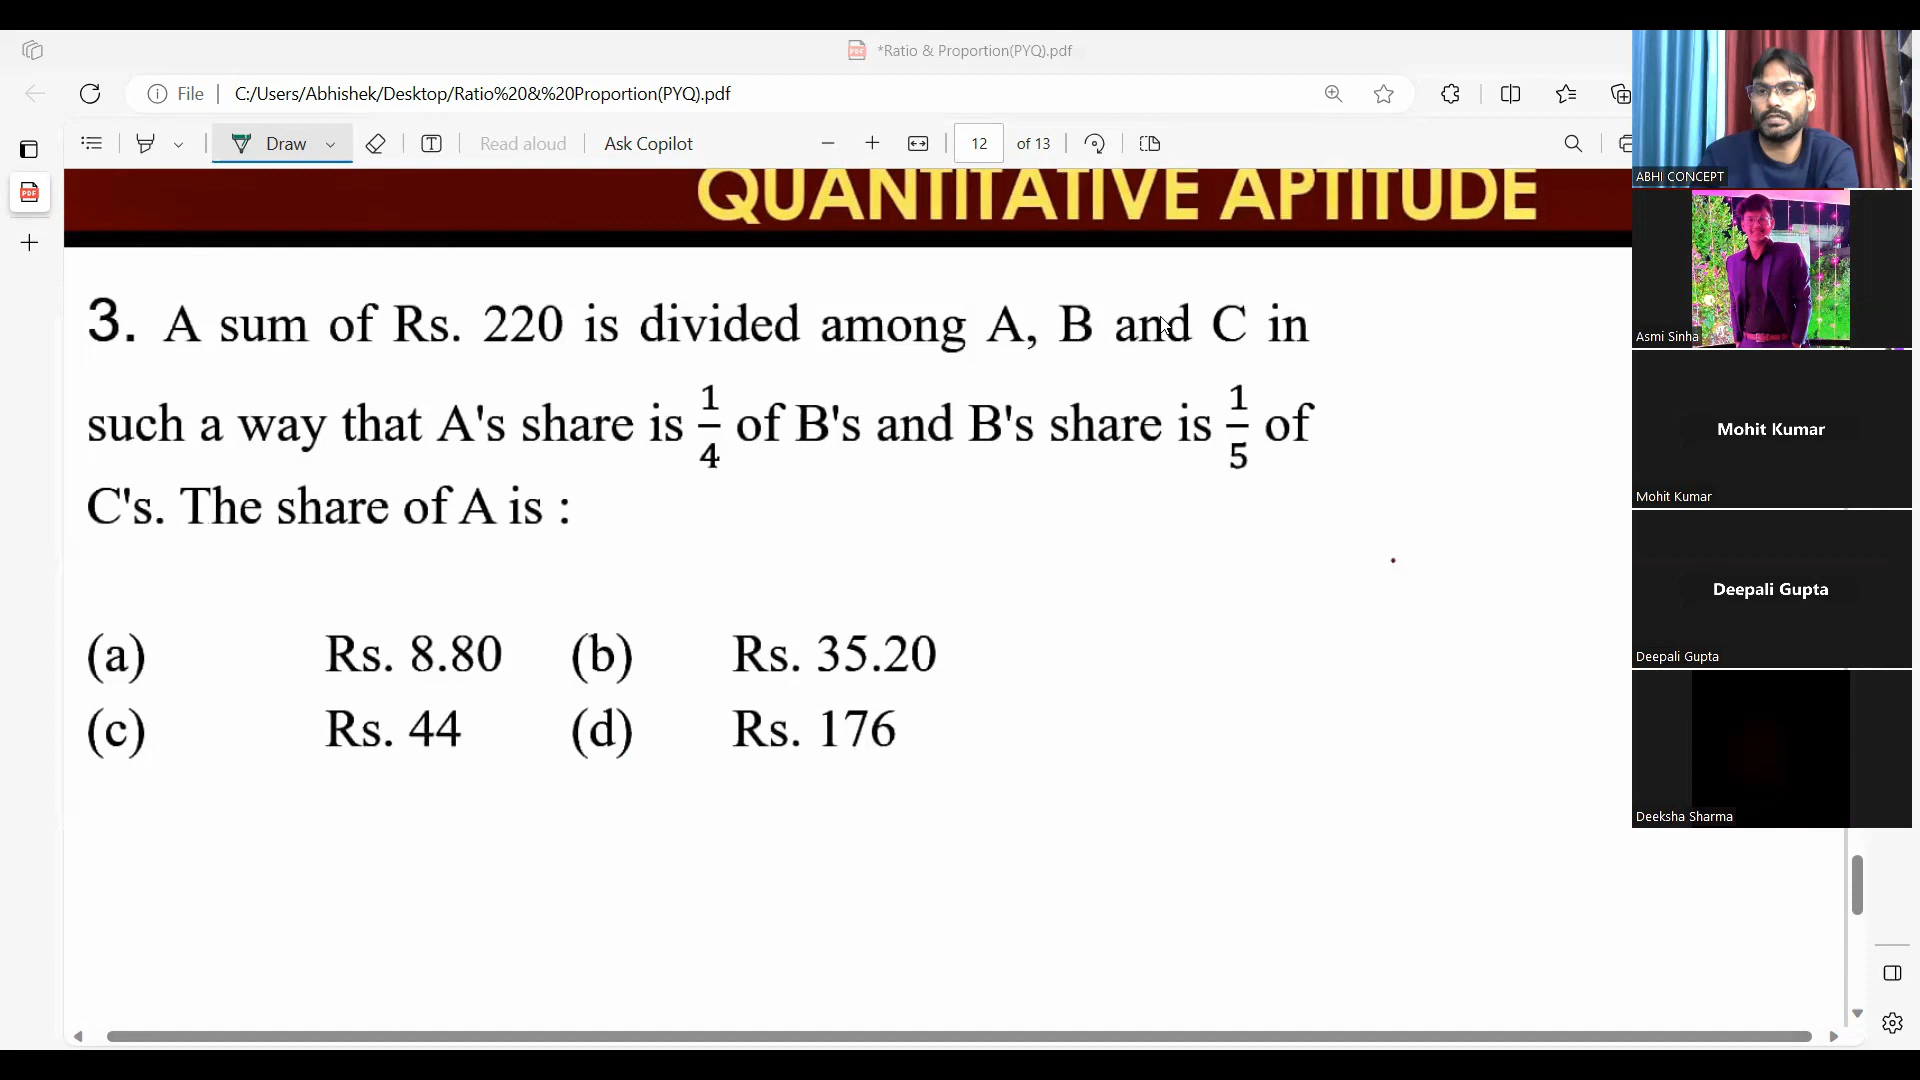 *Ratio & Proportion(PYQ).pdf
File C:/Users/Abhishek/Desktop/Ratio%20&%20Proportion(PYQ).pdf
Draw Read aloud Ask Copilot 12 of 13
QUANTITATIVE APTITUDE
3. A sum of Rs. 220 is divided among A, B and C in
such a way that A's share is 1/4 of B's and B's share is 1/5 of
C's. The share of A is :
(a) Rs. 8.80 (b) Rs. 35.20
(c) Rs. 44 (d) Rs. 176
ABHI CONCEPT
Asmi Sinha
Mohit Kumar
Mohit Kumar
Deepali Gupta
Deepali Gupta
Deeksha Sharma